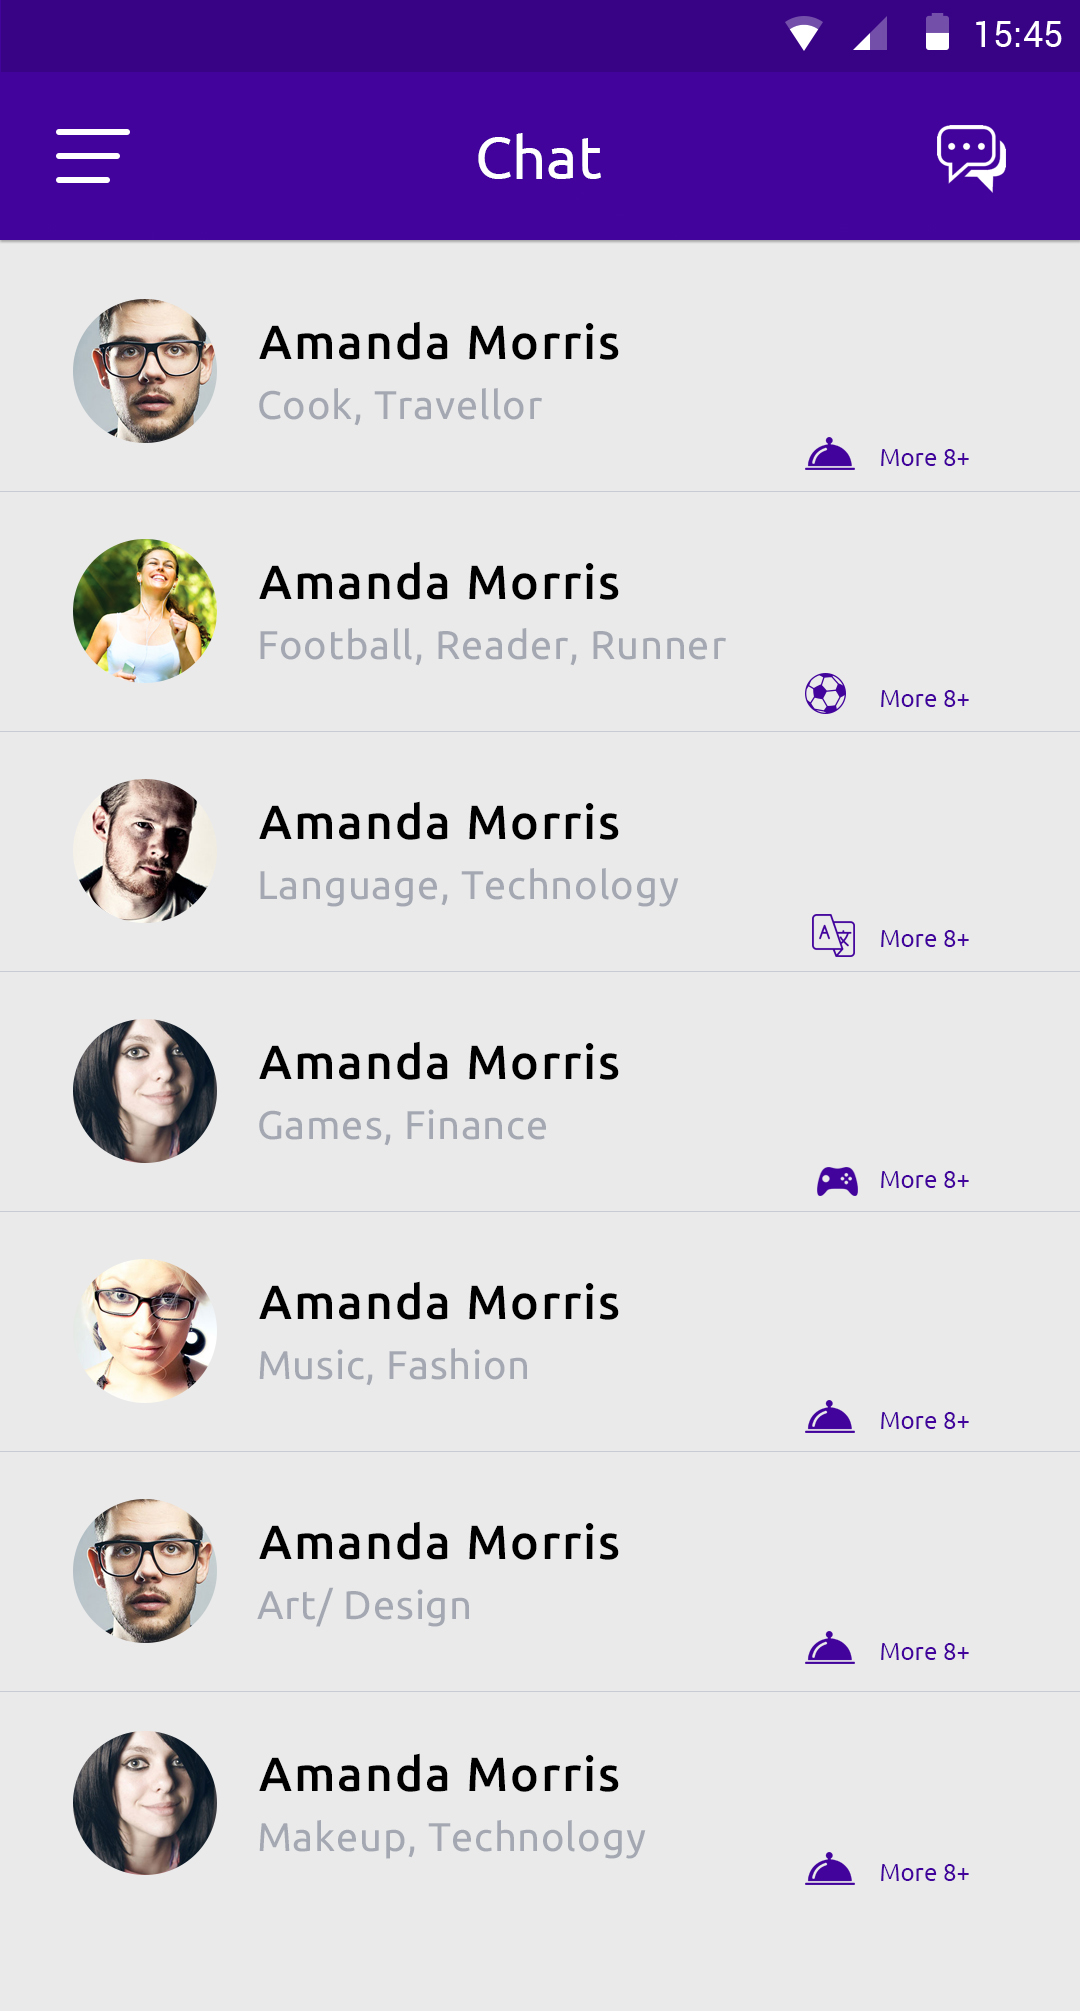 15:45
Chat
Amanda Morris
Cook, Travellor
More 8+
Amanda Morris
Football, Reader, Runner
More 8+
Amanda Morris
Language, Technology
More 8+
Amanda Morris
Games, Finance
More 8+
Amanda Morris
Music, Fashion
More 8+
Amanda Morris
Art/ Design
More 8+
Amanda Morris
Makeup, Technology
More 8+